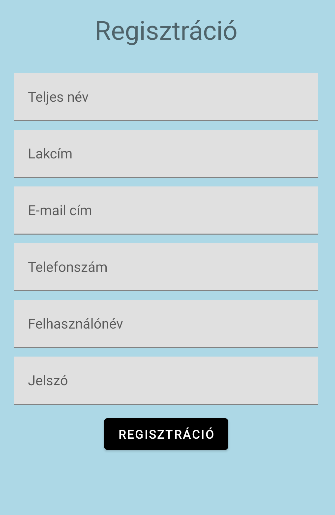 Regisztráció
Teljes név
Lakcím
E-mail cím
Telefonszám
Felhasználónév
Jelszó
REGISZTRÁCIÓ